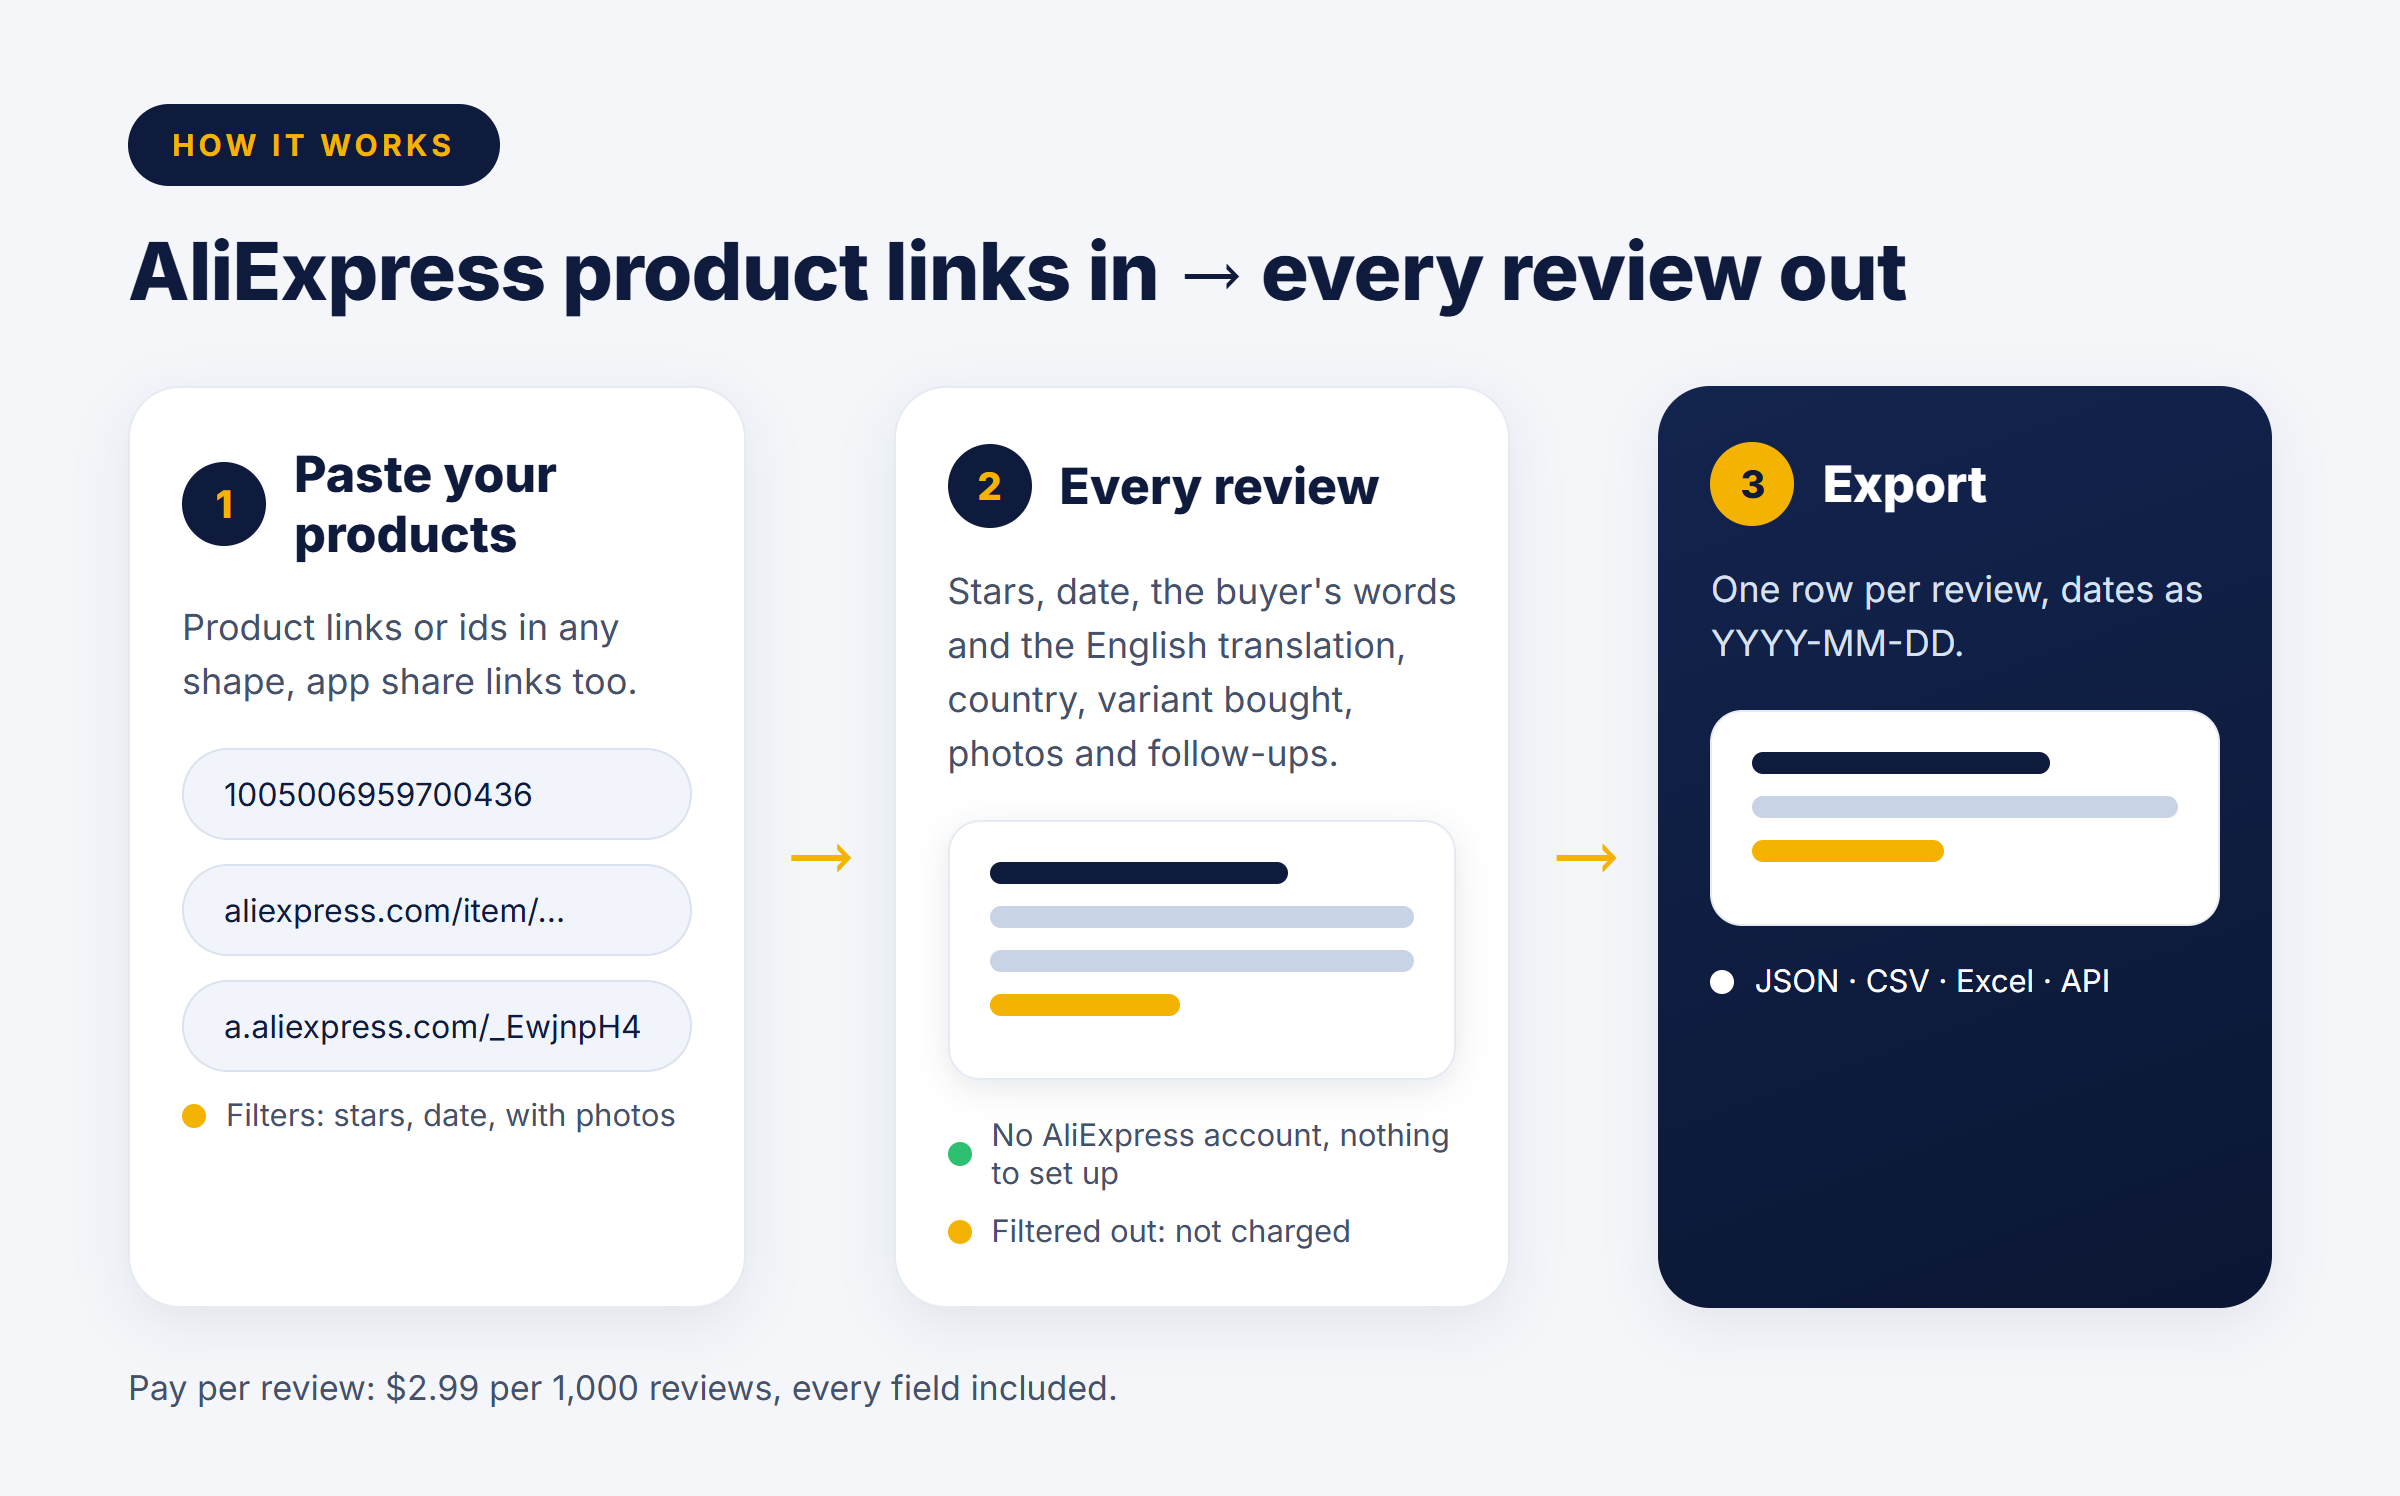 HOW IT WORKS
AliExpress product links in → every review out
1
Paste your
products
Product links or ids in any
shape, app share links too.
1005006959700436
aliexpress.com/item/...
a.aliexpress.com/_EwjnpH4
Filters: stars, date, with photos
→
2
Every review
Stars, date, the buyer's words
and the English translation,
country, variant bought,
photos and follow-ups.
No AliExpress account, nothing
to set up
Filtered out: not charged
→
3
Export
One row per review, dates as
YYYY-MM-DD.
JSON · CSV · Excel · API
Pay per review: $2.99 per 1,000 reviews, every field included.